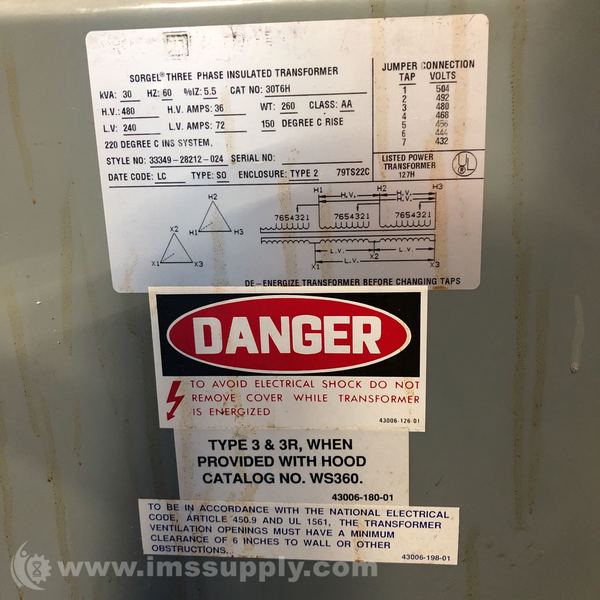 SORGEL® THREE PHASE INSULATED TRANSFORMER
KVA: 30 HZ: 60 %IZ: 5.5 CAT NO: 30T6H
H.V.: 480 H.V. AMPS: 36 WT: 260 CLASS: AA
L.V: 240 L.V. AMPS: 72 150 DEGREE C RISE
220 DEGREE C INS SYSTEM.
STYLE NO: 33349-28212-024 SERIAL NO:
DATE CODE: LC TYPE: SO ENCLOSURE: TYPE 2 79TS22C
JUMPER CONNECTION
TAP VOLTS
1 504
2 492
3 480
4 468
5 456
6 444
7 432
LISTED POWER
TRANSFORMER
127H
UL
H2
H1 H3
X2
X1 X3
H1 H2 H3
H.V. H.V.
7654321 7654321 7654321
L.V. L.V.
X2
L.V.
X1 X3
DE-ENERGIZE TRANSFORMER BEFORE CHANGING TAPS
DANGER
TO AVOID ELECTRICAL SHOCK DO NOT
REMOVE COVER WHILE TRANSFORMER
IS ENERGIZED
43006-126-01
TYPE 3 & 3R, WHEN
PROVIDED WITH HOOD
CATALOG NO. WS360.
43006-180-01
TO BE IN ACCORDANCE WITH THE NATIONAL ELECTRICAL
CODE, ARTICLE 450.9 AND UL 1561, THE TRANSFORMER
VENTILATION OPENINGS MUST HAVE A MINIMUM
CLEARANCE OF 6 INCHES TO WALL OR OTHER
OBSTRUCTIONS.
43006-198-01
www.imssupply.com